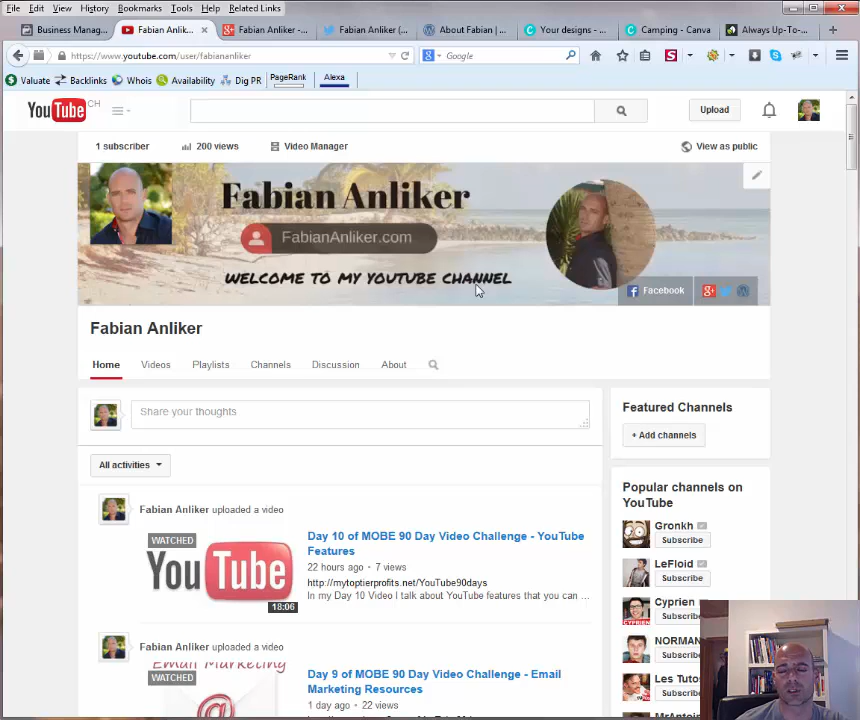 File Edit View History Bookmarks Tools Help Related Links
Business Manag...
Fabian Anlik...
Fabian Anliker -...
Fabian Anliker (...
About Fabian | ...
Your designs - ...
Camping - Canva
Always Up-To-...
https://www.youtube.com/user/fabiananliker
Google
Valuate Backlinks Whois Availability Dig PR PageRank Alexa
YouTube CH
Upload
1 subscriber 200 views Video Manager View as public
Fabian Anliker
FabianAnliker.com
WELCOME TO MY YOUTUBE CHANNEL
Facebook
Fabian Anliker
Home Videos Playlists Channels Discussion About
Share your thoughts
All activities
Fabian Anliker uploaded a video
WATCHED
YouTube
18:06
Day 10 of MOBE 90 Day Video Challenge - YouTube
Features
22 hours ago • 7 views
http://mytoptierprofits.net/YouTube90days
In my Day 10 Video I talk about YouTube features that you can ...
Fabian Anliker uploaded a video
Email Marketing
WATCHED
Day 9 of MOBE 90 Day Video Challenge - Email
Marketing Resources
1 day ago • 22 views
Featured Channels
+ Add channels
Popular channels on
YouTube
Gronkh
Subscribe
LeFloid
Subscribe
Cyprien
Subscribe
NORMAN
Subscribe
Les Tutos
Subscribe